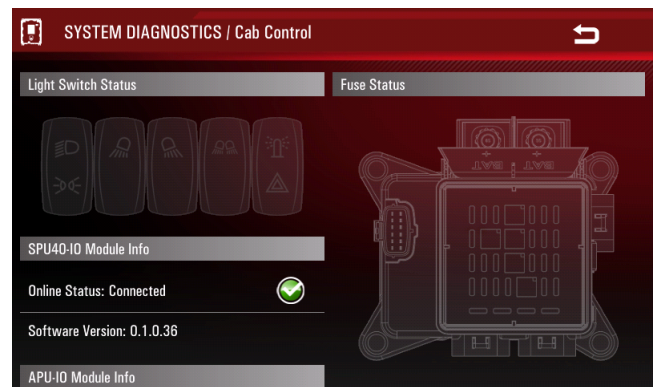 SYSTEM DIAGNOSTICS / Cab Control
Light Switch Status
Fuse Status
BAT BAT
SPU40-IO Module Info
Online Status: Connected
Software Version: 0.1.0.36
APU-IO Module Info